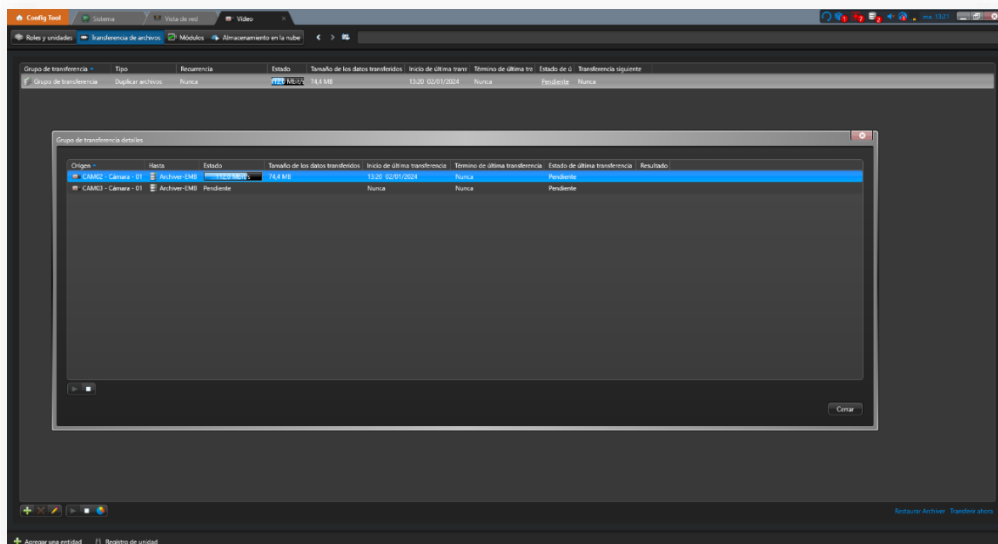 Config Tool Sistema Vista de red Video
Roles y unidades Transferencia de archivos Módulos Almacenamiento en la nube
Grupo de transferencia Tipo Recurrencia Estado Tamaño de los datos transferidos Inicio de última trans Término de última tra Estado de ú Transferencia siguiente
Grupo de transferencia Duplicar archivos Nunca 74,4 MB 13:20 02/01/2024 Nunca Pendiente Nunca
Grupo de transferencia detalles
Origen Hasta Estado Tamaño de los datos transferidos Inicio de última transferencia Término de última transferencia Estado de última transferencia Resultado
CAM02 - Cámara - 01 Archiver-EMB 74,4 MB 13:20 02/01/2024 Nunca Pendiente
CAM03 - Cámara - 01 Archiver-EMB Pendiente Nunca Nunca Pendiente
Cerrar
Restaurar Archiver Transferir ahora
Agregar una entidad Registro de unidad